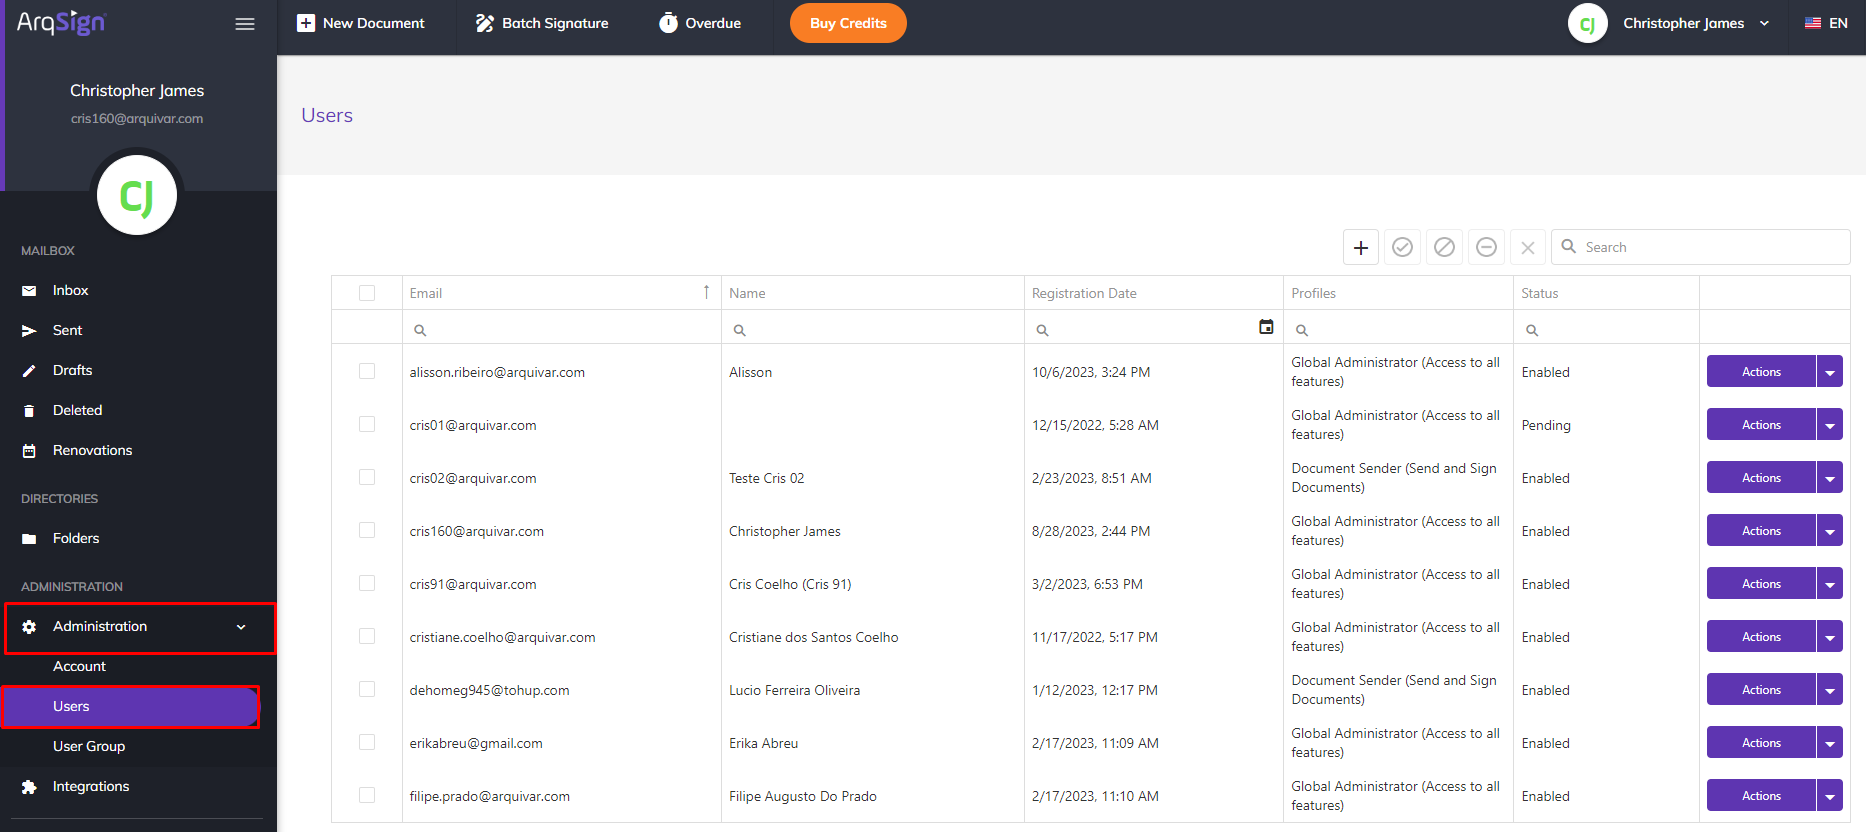 ArqSign
New Document
Batch Signature
Overdue
Buy Credits
CJ
Christopher James
EN
Christopher James
cris160@arquivar.com
CJ
MAILBOX
Inbox
Sent
Drafts
Deleted
Renovations
DIRECTORIES
Folders
ADMINISTRATION
Administration
Account
Users
User Group
Integrations
Users
Search
Email Name Registration Date Profiles Status
alisson.ribeiro@arquivar.com Alisson 10/6/2023, 3:24 PM Global Administrator (Access to all
features) Enabled Actions
cris01@arquivar.com 12/15/2022, 5:28 AM Global Administrator (Access to all
features) Pending Actions
cris02@arquivar.com Teste Cris 02 2/23/2023, 8:51 AM Document Sender (Send and Sign
Documents) Enabled Actions
cris160@arquivar.com Christopher James 8/28/2023, 2:44 PM Global Administrator (Access to all
features) Enabled Actions
cris91@arquivar.com Cris Coelho (Cris 91) 3/2/2023, 6:53 PM Global Administrator (Access to all
features) Enabled Actions
cristiane.coelho@arquivar.com Cristiane dos Santos Coelho 11/17/2022, 5:17 PM Global Administrator (Access to all
features) Enabled Actions
dehomeg945@tohup.com Lucio Ferreira Oliveira 1/12/2023, 12:17 PM Document Sender (Send and Sign
Documents) Enabled Actions
erikabreu@gmail.com Erika Abreu 2/17/2023, 11:09 AM Global Administrator (Access to all
features) Enabled Actions
filipe.prado@arquivar.com Filipe Augusto Do Prado 2/17/2023, 11:10 AM Global Administrator (Access to all
features) Enabled Actions